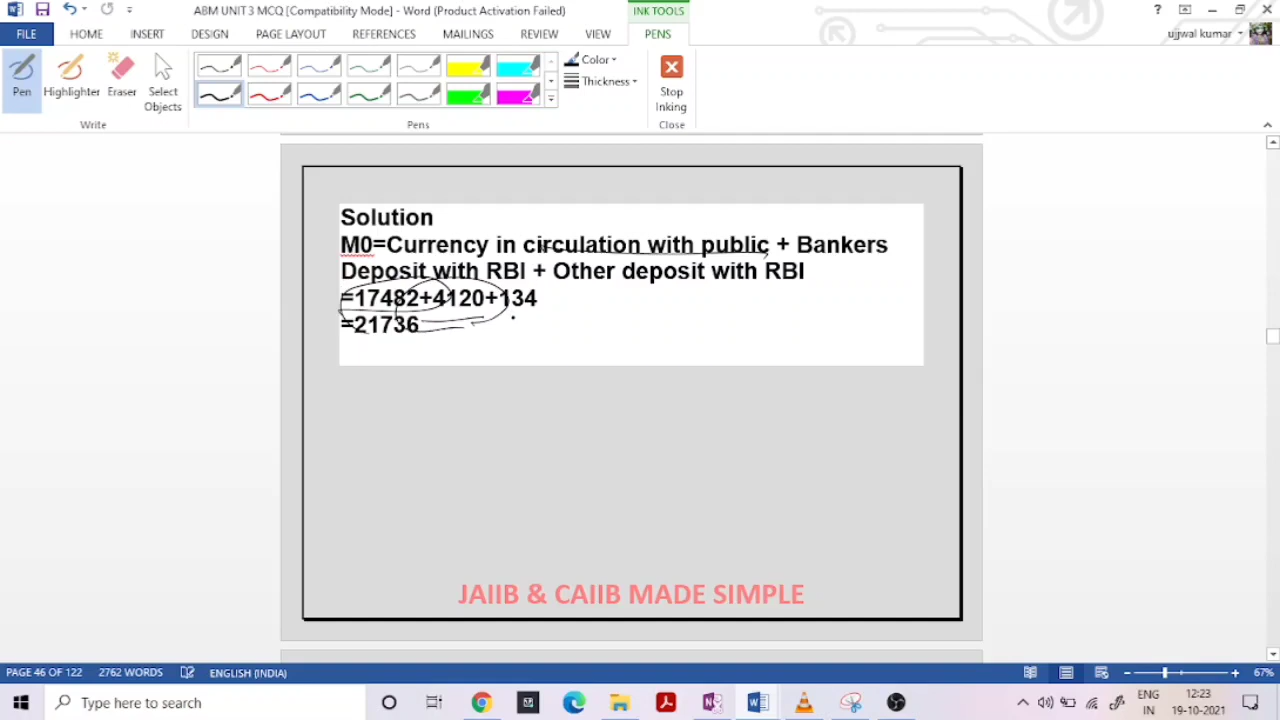 ABM UNIT 3 MCQ [Compatibility Mode] - Word (Product Activation Failed)
INK TOOLS
?
FILE
HOME
INSERT
DESIGN
PAGE LAYOUT
REFERENCES
MAILINGS
REVIEW
VIEW
PENS
ujjwal kumar
Pen
Highlighter
Eraser
Select Objects
Color
Thickness
Stop Inking
Write
Pens
Close
Solution
M0=Currency in circulation with public + Bankers
Deposit with RBI + Other deposit with RBI
=17482+4120+134
=21736
JAIIB & CAIIB MADE SIMPLE
PAGE 46 OF 122
2762 WORDS
ENGLISH (INDIA)
67%
Type here to search
ENG
IN
12:23
19-10-2021